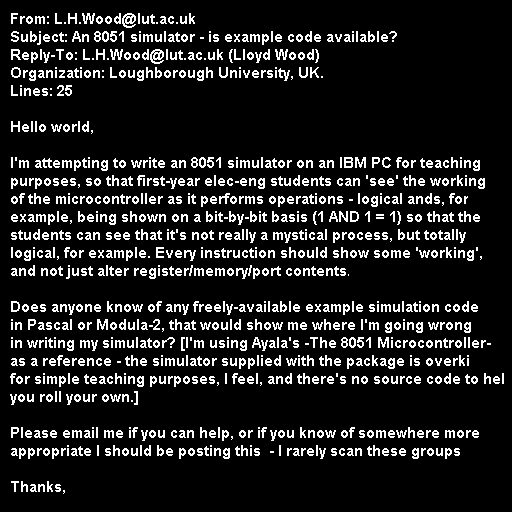 From: L.H.Wood@lut.ac.uk
Subject: An 8051 simulator - is example code available?
Reply-To: L.H.Wood@lut.ac.uk (Lloyd Wood)
Organization: Loughborough University, UK.
Lines: 25

Hello world,

I'm attempting to write an 8051 simulator on an IBM PC for teaching
purposes, so that first-year elec-eng students can 'see' the working
of the microcontroller as it performs operations - logical ands, for
example, being shown on a bit-by-bit basis (1 AND 1 = 1) so that the
students can see that it's not really a mystical process, but totally
logical, for example. Every instruction should show some 'working',
and not just alter register/memory/port contents.

Does anyone know of any freely-available example simulation code
in Pascal or Modula-2, that would show me where I'm going wrong
in writing my simulator? [I'm using Ayala's -The 8051 Microcontroller-
as a reference - the simulator supplied with the package is overki
for simple teaching purposes, I feel, and there's no source code to hel
you roll your own.]

Please email me if you can help, or if you know of somewhere more
appropriate I should be posting this  - I rarely scan these groups

Thanks,